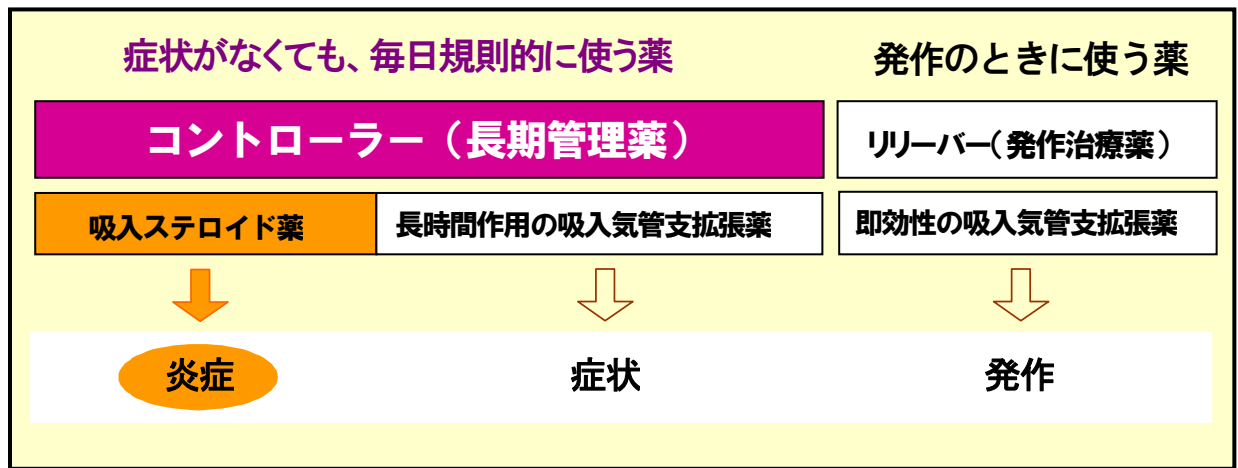 症状がなくても、毎日規則的に使う薬
発作のときに使う薬
コントローラー（長期管理薬）
リリーバー（発作治療薬）
吸入ステロイド薬
長時間作用の吸入気管支拡張薬
即効性の吸入気管支拡張薬
炎症
症状
発作